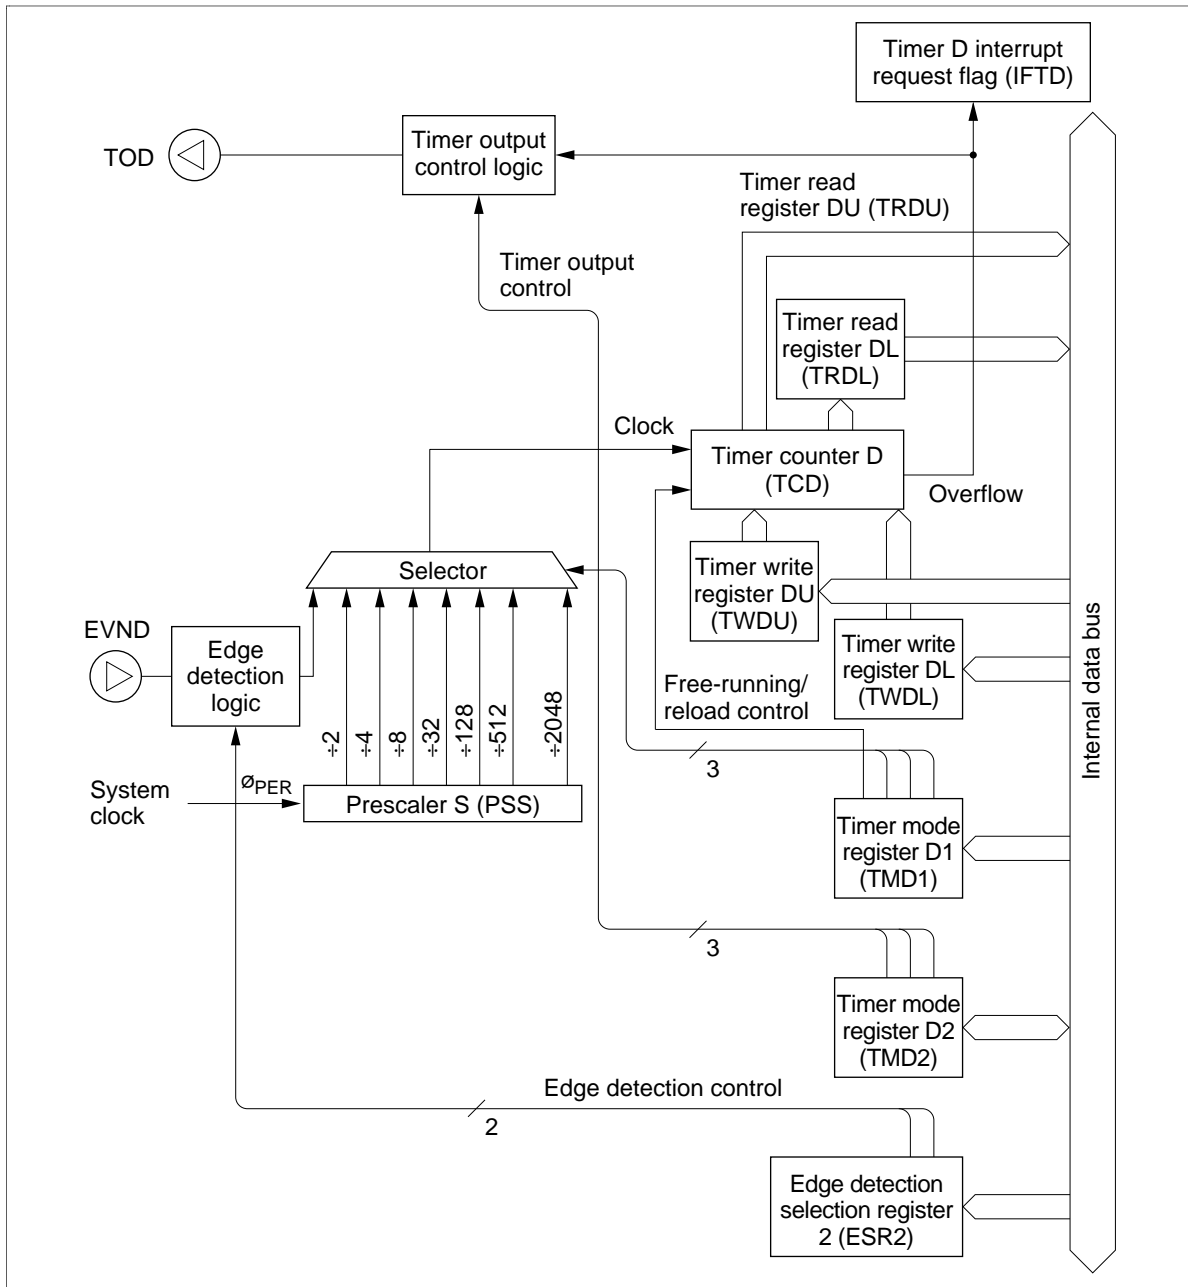 Timer D interrupt
request flag (IFTD)
TOD
Timer output
control logic
Timer read
register DU (TRDU)
Timer output
control
Timer read
register DL
(TRDL)
Clock
Timer counter D
(TCD)
Overflow
Selector
Timer write
register DU
(TWDU)
EVND
Edge
detection
logic
Timer write
register DL
(TWDL)
Free-running/
reload control
÷2
÷4
÷8
÷32
÷128
÷512
÷2048
3
Internal data bus
System
clock
øPER
Prescaler S (PSS)
Timer mode
register D1
(TMD1)
3
Timer mode
register D2
(TMD2)
Edge detection control
2
Edge detection
selection register
2 (ESR2)